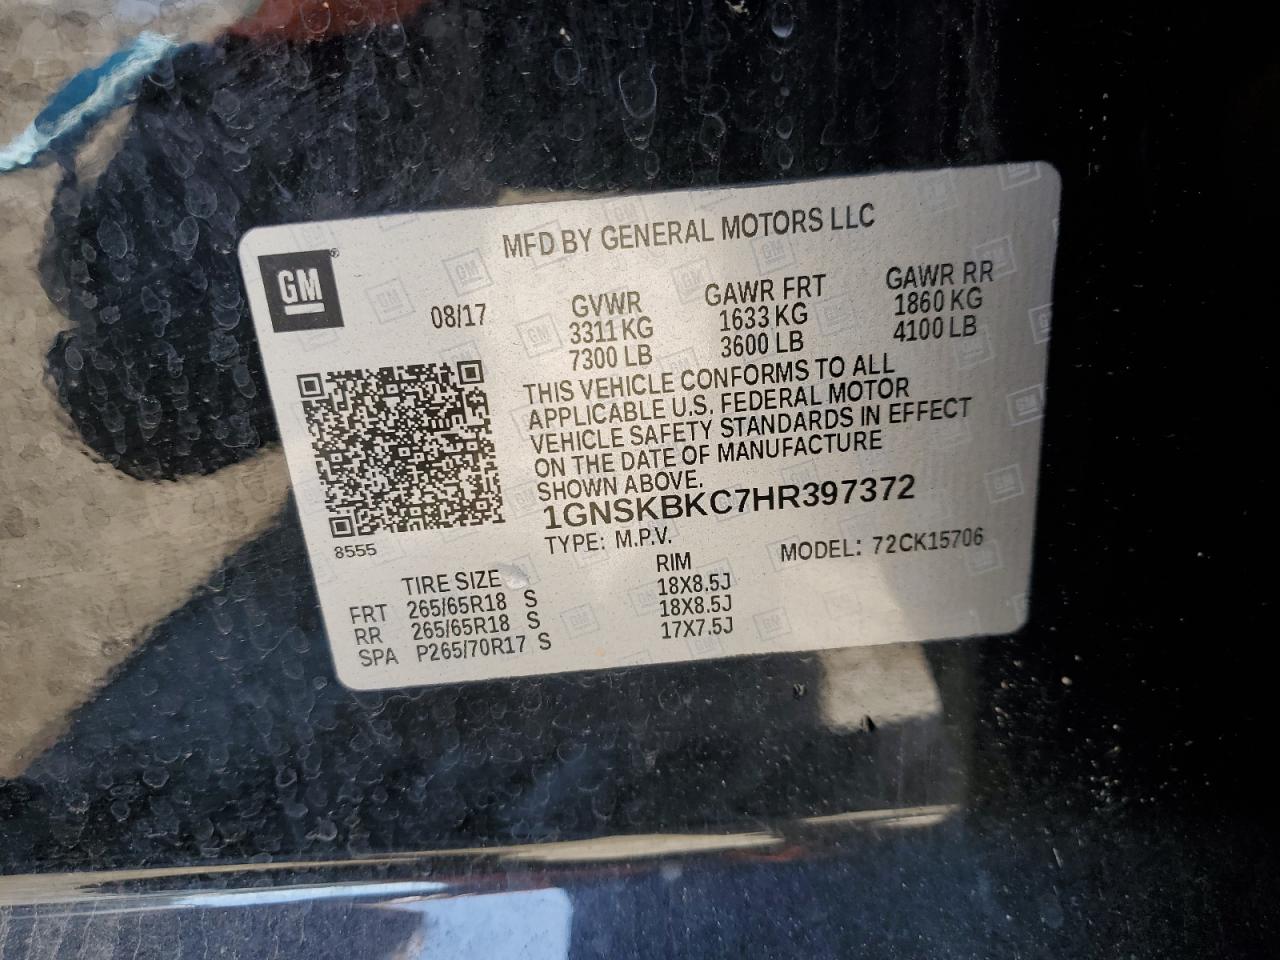 GM ®
MFD BY GENERAL MOTORS LLC
08/17
GVWR GAWR FRT GAWR RR
3311 KG 1633 KG 1860 KG
7300 LB 3600 LB 4100 LB
THIS VEHICLE CONFORMS TO ALL
APPLICABLE U.S. FEDERAL MOTOR
VEHICLE SAFETY STANDARDS IN EFFECT
ON THE DATE OF MANUFACTURE
SHOWN ABOVE.
1GNSKBKC7HR397372
8555
TYPE: M.P.V. MODEL: 72CK15706
TIRE SIZE RIM
FRT 265/65R18 S 18X8.5J
RR 265/65R18 S 18X8.5J
SPA P265/70R17 S 17X7.5J